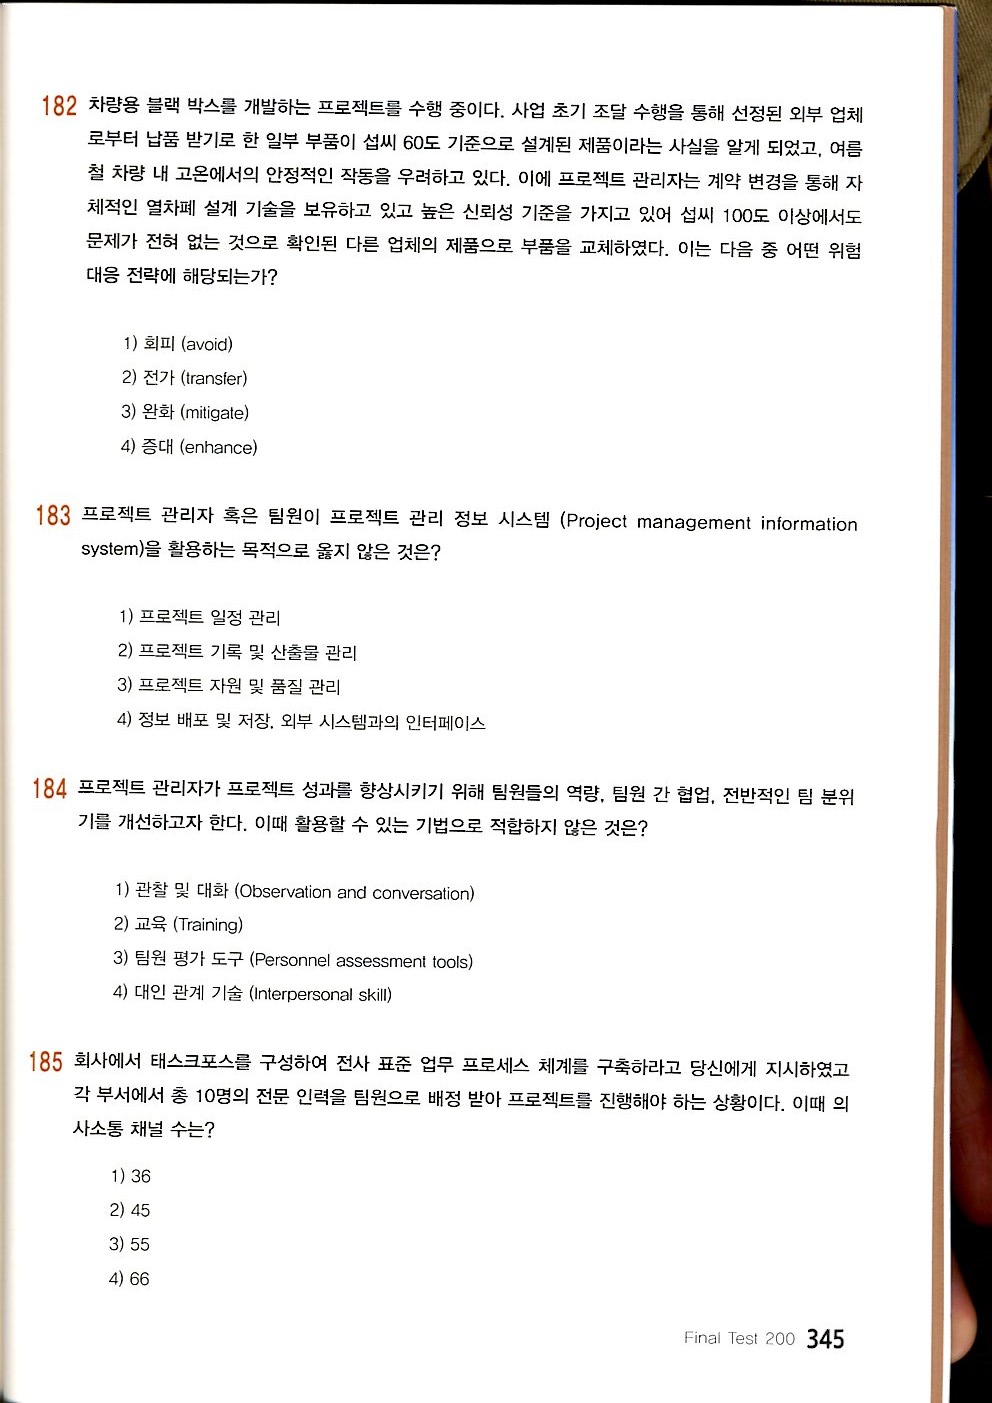 182 차량용 블랙 박스를 개발하는 프로젝트를 수행 중이다. 사업 초기 조달 수행을 통해 선정된 외부 업체
로부터 납품 받기로 한 일부 부품이 섭씨 60도 기준으로 설계된 제품이라는 사실을 알게 되었고, 여름
철 차량 내 고온에서의 안정적인 작동을 우려하고 있다. 이에 프로젝트 관리자는 계약 변경을 통해 자
체적인 열차폐 설계 기술을 보유하고 있고 높은 신뢰성 기준을 가지고 있어 섭씨 100도 이상에서도
문제가 전혀 없는 것으로 확인된 다른 업체의 제품으로 부품을 교체하였다. 이는 다음 중 어떤 위험
대응 전략에 해당되는가?
1) 회피 (avoid)
2) 전가 (transfer)
3) 완화 (mitigate)
4) 증대 (enhance)
183 프로젝트 관리자 혹은 팀원이 프로젝트 관리 정보 시스템 (Project management information
system)을 활용하는 목적으로 옳지 않은 것은?
1) 프로젝트 일정 관리
2) 프로젝트 기록 및 산출물 관리
3) 프로젝트 자원 및 품질 관리
4) 정보 배포 및 저장, 외부 시스템과의 인터페이스
184 프로젝트 관리자가 프로젝트 성과를 향상시키기 위해 팀원들의 역량, 팀원 간 협업, 전반적인 팀 분위
기를 개선하고자 한다. 이때 활용할 수 있는 기법으로 적합하지 않은 것은?
1) 관찰 및 대화 (Observation and conversation)
2) 교육 (Training)
3) 팀원 평가 도구 (Personnel assessment tools)
4) 대인 관계 기술 (Interpersonal skill)
185 회사에서 태스크포스를 구성하여 전사 표준 업무 프로세스 체계를 구축하라고 당신에게 지시하였고
각 부서에서 총 10명의 전문 인력을 팀원으로 배정 받아 프로젝트를 진행해야 하는 상황이다. 이때 의
사소통 채널 수는?
1) 36
2) 45
3) 55
4) 66
Final Test 200 345